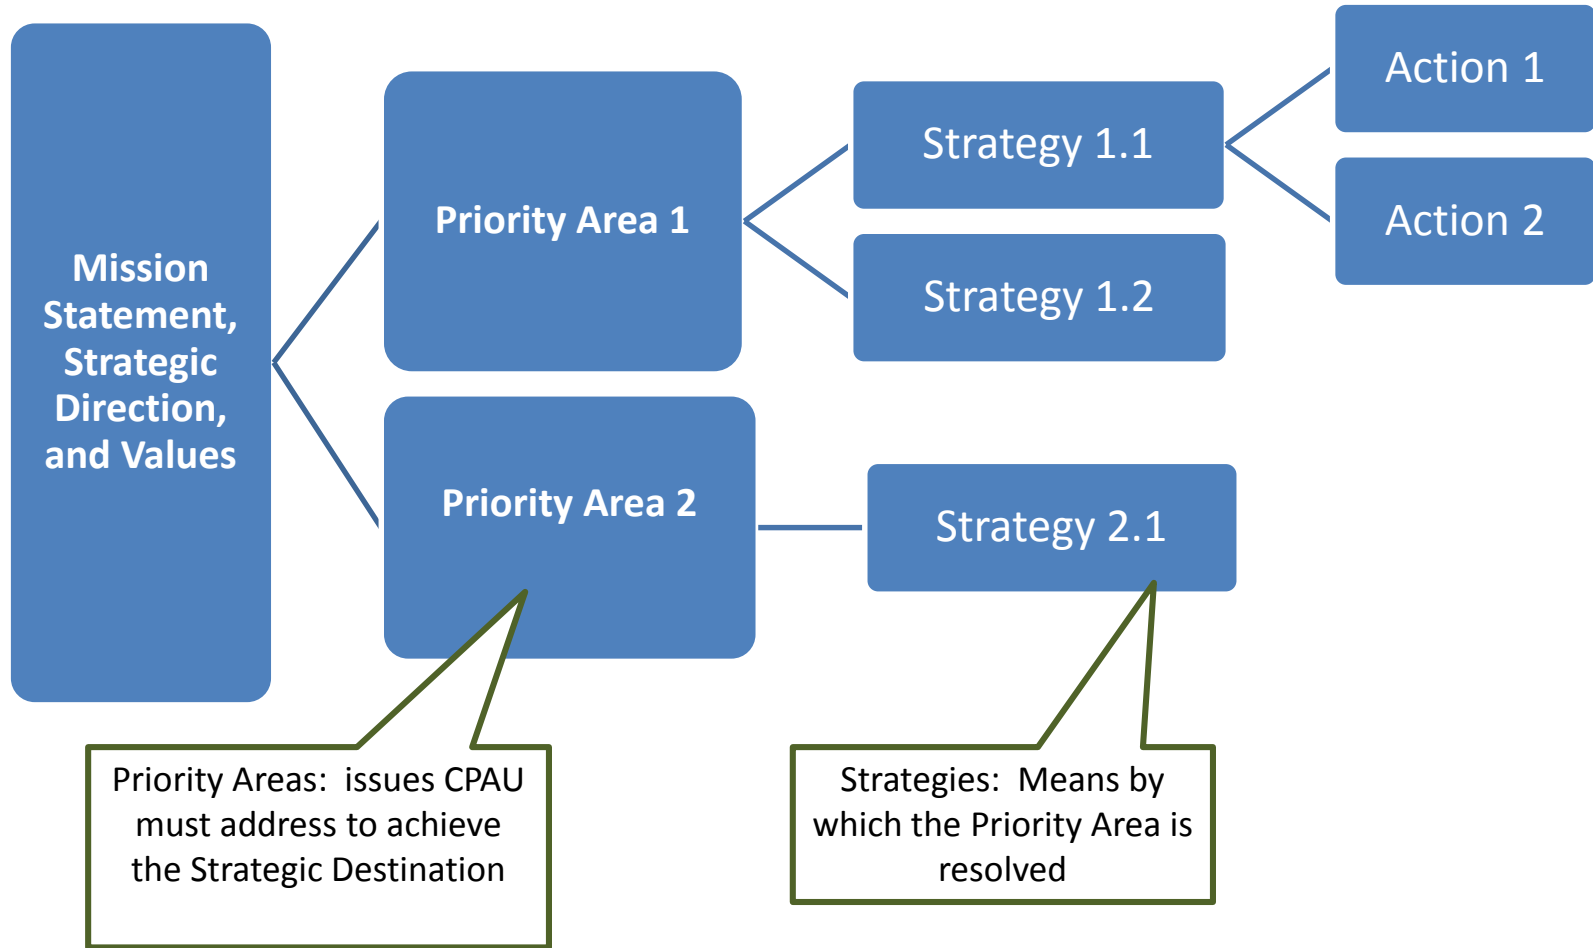 Mission
Statement,
Strategic
Direction,
and Values
Priority Area 1
Priority Area 2
Strategy 1.1
Strategy 1.2
Strategy 2.1
Action 1
Action 2
Priority Areas:  issues CPAU
must address to achieve
the Strategic Destination
Strategies:  Means by
which the Priority Area is
resolved